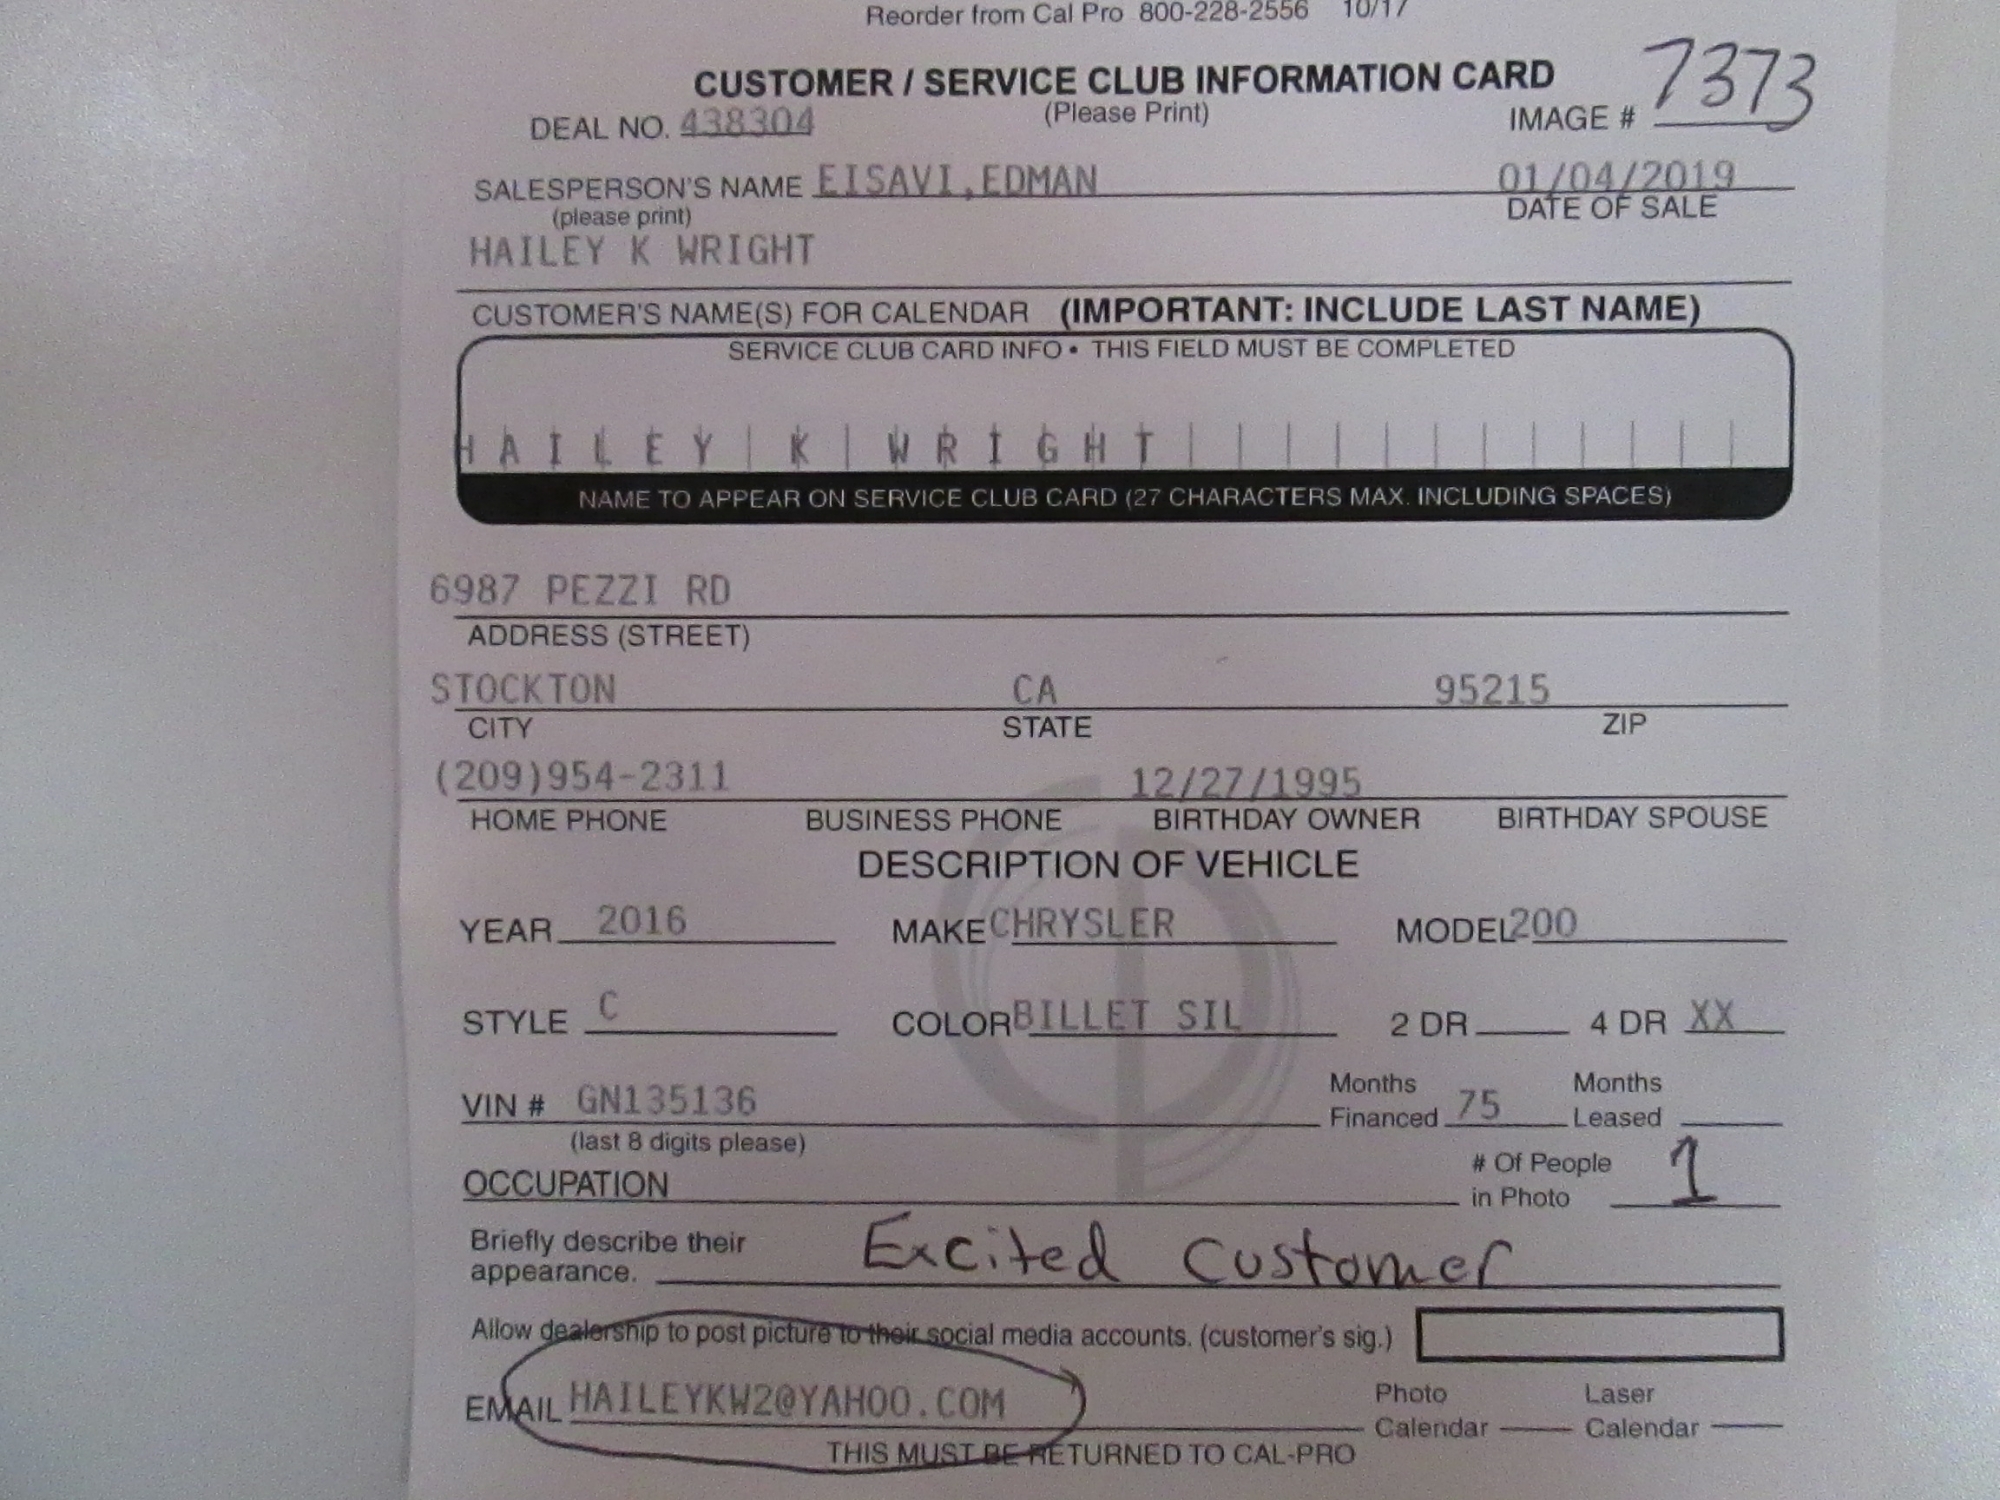 Reorder from Cal Pro 800-228-2556 10/17
CUSTOMER / SERVICE CLUB INFORMATION CARD
(Please Print)
DEAL NO. 438304 IMAGE # 7373
SALESPERSON'S NAME EISAVI,EDMAN 01/04/2019
(please print) DATE OF SALE
HAILEY K WRIGHT
CUSTOMER'S NAME(S) FOR CALENDAR (IMPORTANT: INCLUDE LAST NAME)
SERVICE CLUB CARD INFO • THIS FIELD MUST BE COMPLETED
HAILEY K WRIGHT
NAME TO APPEAR ON SERVICE CLUB CARD (27 CHARACTERS MAX. INCLUDING SPACES)
6987 PEZZI RD
ADDRESS (STREET)
STOCKTON CA 95215
CITY STATE ZIP
(209)954-2311 12/27/1995
HOME PHONE BUSINESS PHONE BIRTHDAY OWNER BIRTHDAY SPOUSE
DESCRIPTION OF VEHICLE
YEAR 2016 MAKE CHRYSLER MODEL 200
STYLE C COLOR BILLET SIL 2 DR 4 DR XX
VIN # GN135136 Months Financed 75 Months Leased
(last 8 digits please)
OCCUPATION # Of People in Photo 1
Briefly describe their appearance. Excited Customer
Allow dealership to post picture to their social media accounts. (customer's sig.)
EMAIL HAILEYKW2@YAHOO.COM Photo Calendar Laser Calendar
THIS MUST BE RETURNED TO CAL-PRO